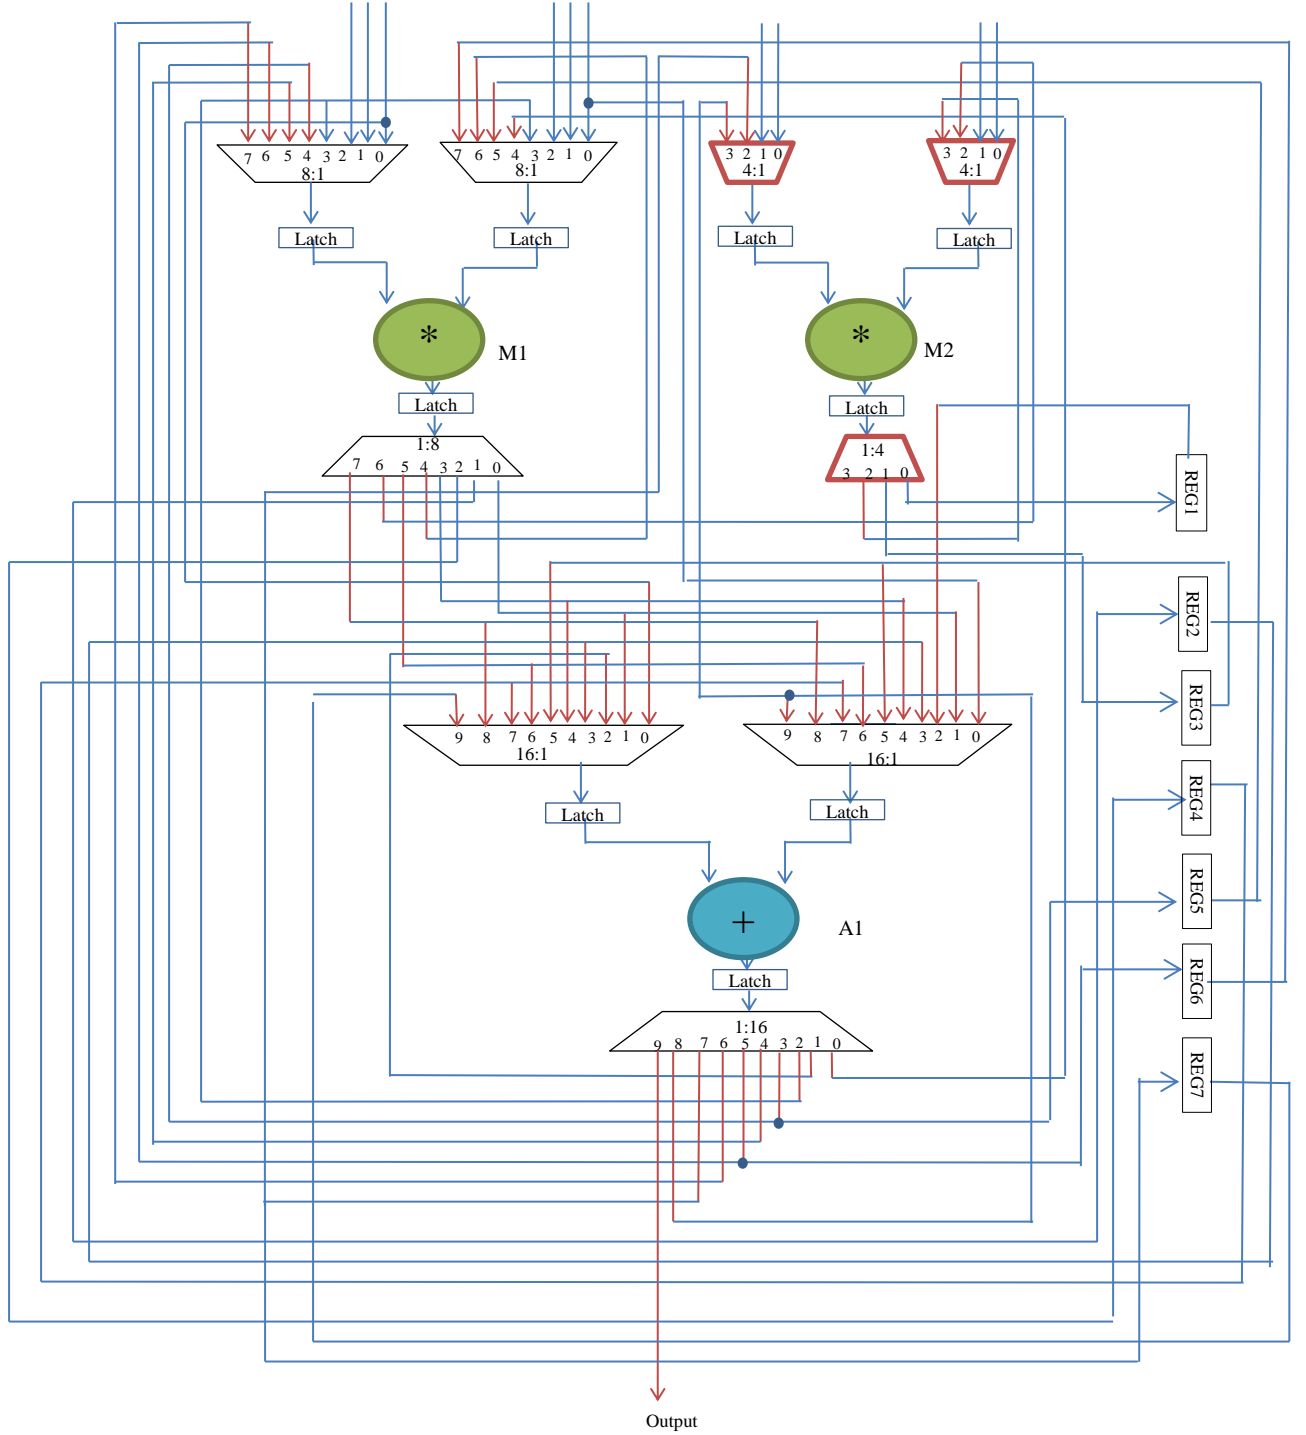 7 6 5 4 3 2 1 0
8:1
7 6 5 4 3 2 1 0
8:1
3 2 1 0
4:1
3 2 1 0
4:1
Latch
Latch
Latch
Latch
*
M1
*
M2
Latch
Latch
1:8
7 6 5 4 3 2 1 0
1:4
3 2 1 0
REG1
REG2
REG3
9 8 7 6 5 4 3 2 1 0
16:1
9 8 7 6 5 4 3 2 1 0
16:1
REG4
Latch
Latch
REG5
+
A1
REG6
Latch
1:16
9 8 7 6 5 4 3 2 1 0
REG7
Output